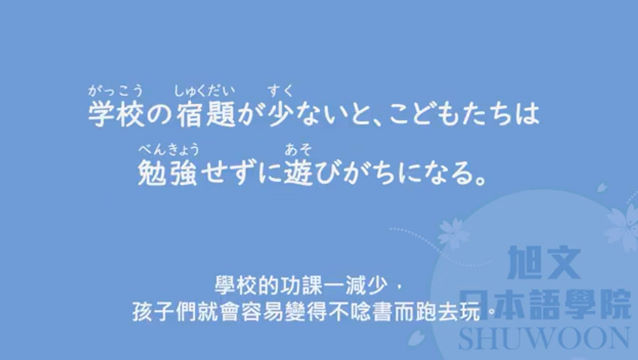 がっこう しゅくだい すく
学校の宿題が少ないと、こどもたちは
べんきょう あそ
勉強せずに遊びがちになる。
學校的功課一減少，
孩子們就會容易變得不唸書而跑去玩。
旭文
日本語學院
SHUWOON